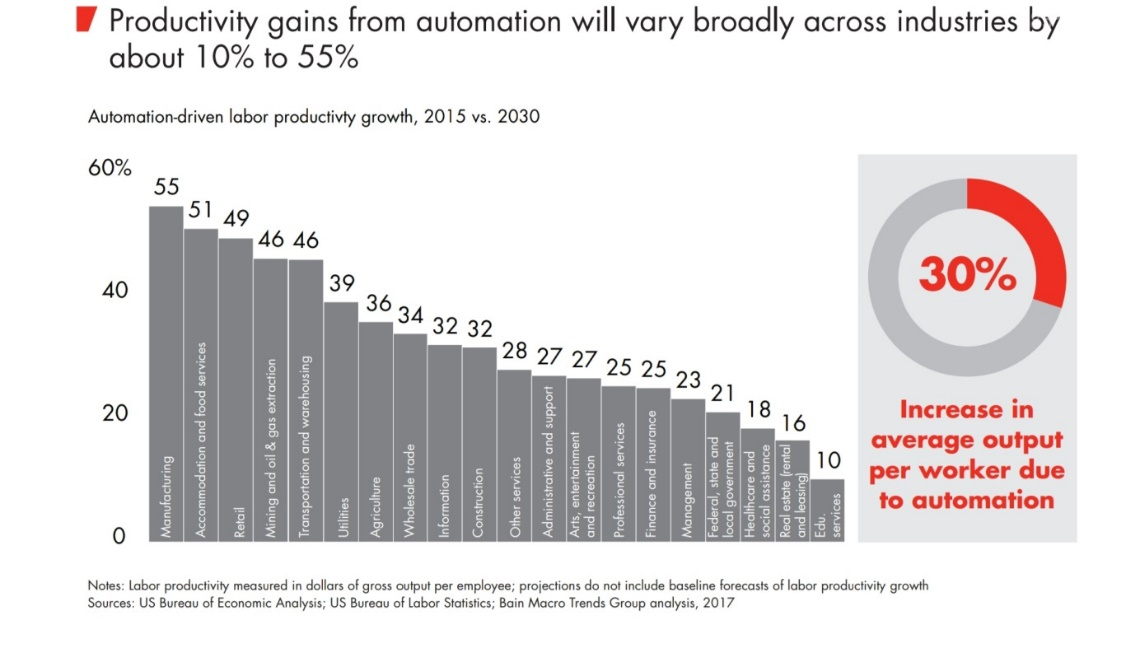 Productivity gains from automation will vary broadly across industries by
about 10% to 55%
Automation-driven labor productivty growth, 2015 vs. 2030
60%
40
20
0
55
51
49
46
46
39
36
34
32
32
28
27
27
25
25
23
21
18
16
10
Manufacturing
Accommodation and food services
Retail
Mining and oil & gas extraction
Transportation and warehousing
Utilities
Agriculture
Wholesale trade
Information
Construction
Other services
Administrative and support
Arts, entertainment
and recreation
Professional services
Finance and insurance
Management
Federal, state and
local government
Healthcare and
social assistance
Real estate (rental
and leasing)
Edu.
services
30%
Increase in
average output
per worker due
to automation
Notes: Labor productivity measured in dollars of gross output per employee; projections do not include baseline forecasts of labor productivity growth
Sources: US Bureau of Economic Analysis; US Bureau of Labor Statistics; Bain Macro Trends Group analysis, 2017